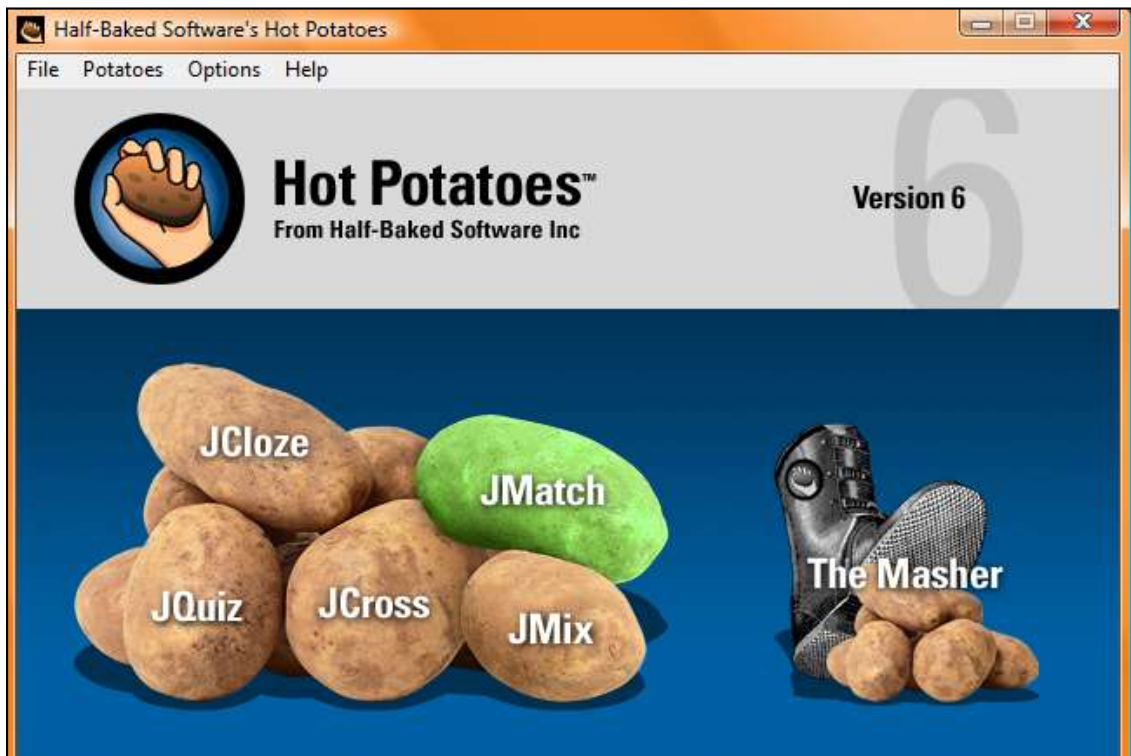 Half-Baked Software's Hot Potatoes
File Potatoes Options Help
6
Hot Potatoes™
From Half-Baked Software Inc
Version 6
JCloze
JMatch
JQuiz
JCross
JMix
The Masher